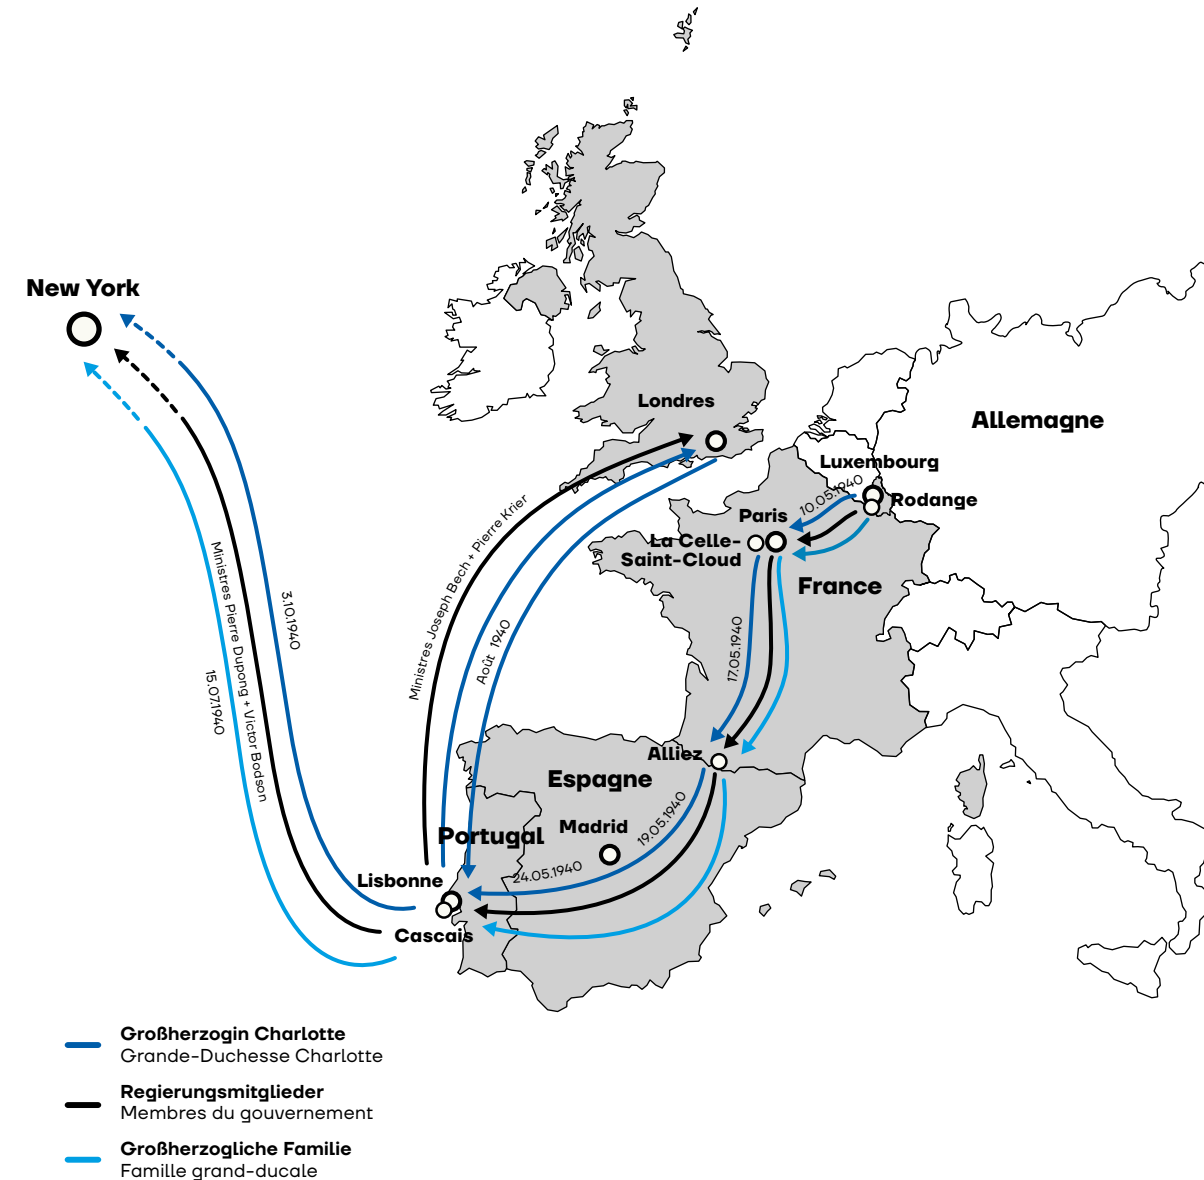 New York
Londres
Allemagne
Luxembourg
10.05.1940
Rodange
Paris
La Celle-
Saint-Cloud
France
Ministres Joseph Bech + Pierre Krier
Août 1940
17.05.1940
3.10.1940
Ministres Pierre Dupong + Victor Bodson
15.07.1940
Alliez
Espagne
19.05.1940
Madrid
Portugal
24.05.1940
Lisbonne
Cascais
Großherzogin Charlotte
Grande-Duchesse Charlotte
Regierungsmitglieder
Membres du gouvernement
Großherzogliche Familie
Famille grand-ducale